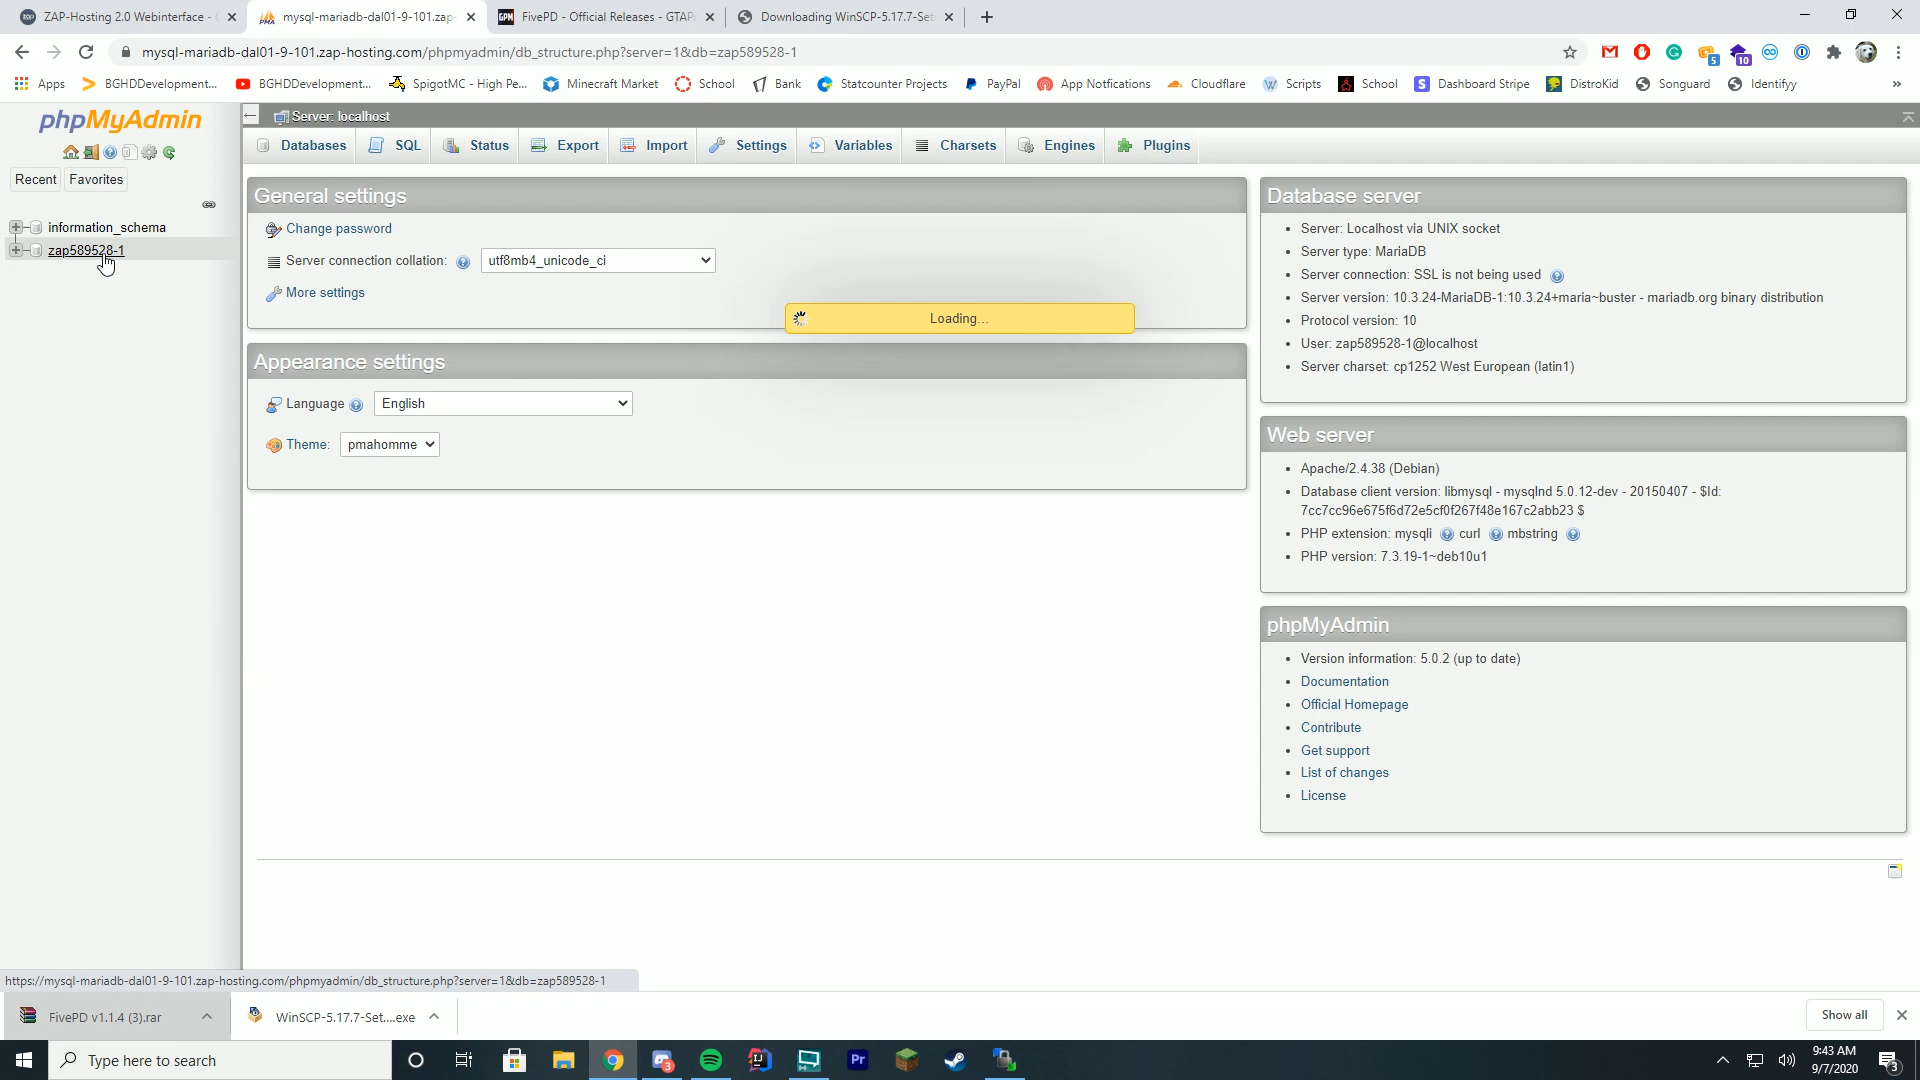 ZAP-Hosting 2.0 Webinterface -
mysql-mariadb-dal01-9-101.zap-
FivePD - Official Releases - GTAPo
Downloading WinSCP-5.17.7-Set
mysql-mariadb-dal01-9-101.zap-hosting.com/phpmyadmin/db_structure.php?server=1&db=zap589528-1
Apps
BGHDDevelopment...
BGHDDevelopment...
SpigotMC - High Pe...
Minecraft Market
School
Bank
Statcounter Projects
PayPal
App Notfications
Cloudflare
Scripts
School
Dashboard Stripe
DistroKid
Songuard
Identifyy
»
phpMyAdmin
Recent
Favorites
information_schema
zap589528-1
Server: localhost
Databases
SQL
Status
Export
Import
Settings
Variables
Charsets
Engines
Plugins
General settings
Change password
Server connection collation:
utf8mb4_unicode_ci
More settings
Loading...
Appearance settings
Language
English
Theme:
pmahomme
Database server
Server: Localhost via UNIX socket
Server type: MariaDB
Server connection: SSL is not being used
Server version: 10.3.24-MariaDB-1:10.3.24+maria~buster - mariadb.org binary distribution
Protocol version: 10
User: zap589528-1@localhost
Server charset: cp1252 West European (latin1)
Web server
Apache/2.4.38 (Debian)
Database client version: libmysql - mysqlnd 5.0.12-dev - 20150407 - $Id:
7cc7cc96e675f6d72e5cf0f267f48e167c2abb23 $
PHP extension: mysqli
curl
mbstring
PHP version: 7.3.19-1~deb10u1
phpMyAdmin
Version information: 5.0.2 (up to date)
Documentation
Official Homepage
Contribute
Get support
List of changes
License
https://mysql-mariadb-dal01-9-101.zap-hosting.com/phpmyadmin/db_structure.php?server=1&db=zap589528-1
FivePD v1.1.4 (3).rar
WinSCP-5.17.7-Set....exe
Show all
Type here to search
9:43 AM
9/7/2020